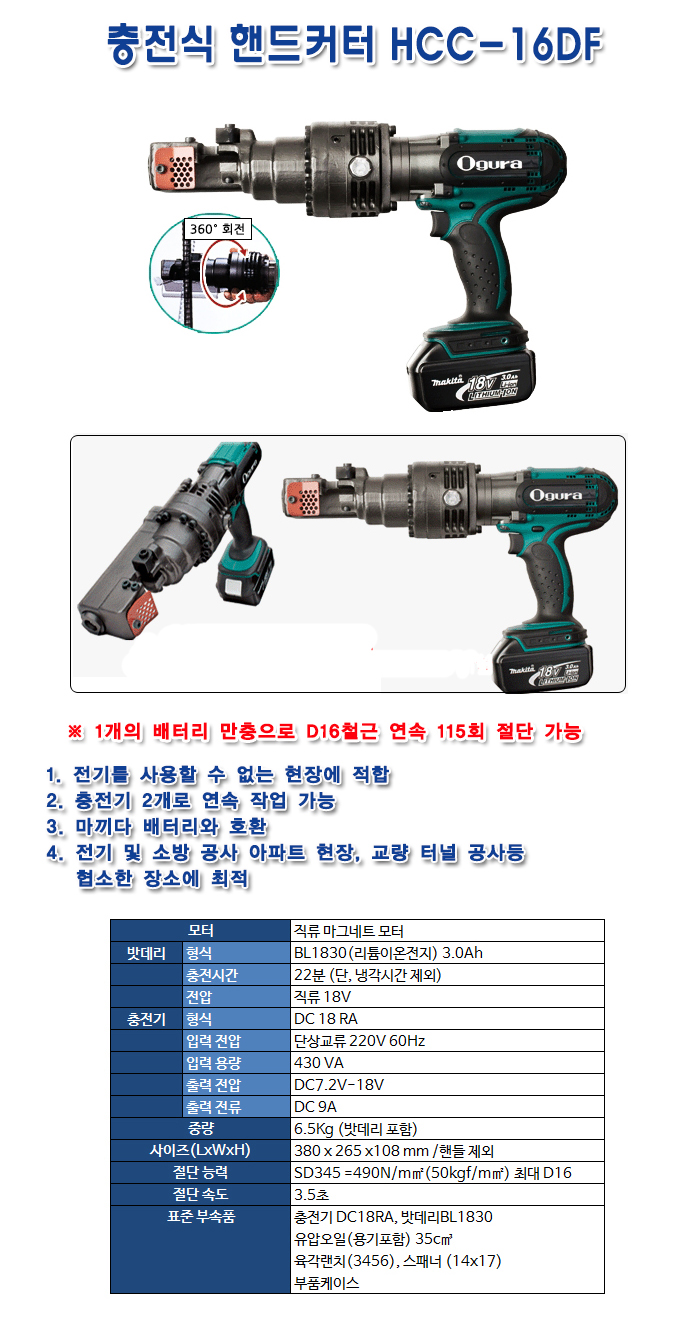 충전식 핸드커터 HCC-16DF
Ogura
360° 회전
makita 18V 3.0Ah Li-ion
LITHIUM-ION
Ogura
makita 18V 3.0Ah
LITHIUM-ION
※ 1개의 배터리 만충으로 D16철근 연속 115회 절단 가능
1. 전기를 사용할 수 없는 현장에 적합
2. 충전기 2개로 연속 작업 가능
3. 마끼다 배터리와 호환
4. 전기 및 소방 공사 아파트 현장, 교량 터널 공사등
협소한 장소에 최적
모터 직류 마그네트 모터
밧데리 형식 BL1830(리튬이온전지) 3.0Ah
충전시간 22분 (단, 냉각시간 제외)
전압 직류 18V
충전기 형식 DC 18 RA
입력 전압 단상교류 220V 60Hz
입력 용량 430 VA
출력 전압 DC7.2V-18V
출력 전류 DC 9A
중량 6.5Kg (밧데리 포함)
사이즈(LxWxH) 380 x 265 x108 mm /핸들 제외
절단 능력 SD345 =490N/m㎡(50kgf/m㎡) 최대 D16
절단 속도 3.5초
표준 부속품 충전기 DC18RA, 밧데리BL1830
유압오일(용기포함) 35c㎥
육각랜치(3456), 스패너 (14x17)
부품케이스